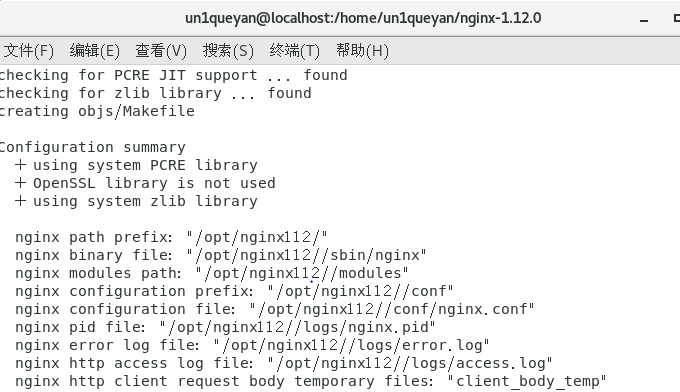 un1queyan@localhost:/home/un1queyan/nginx-1.12.0
文件(F) 编辑(E) 查看(V) 搜索(S) 终端(T) 帮助(H)
checking for PCRE JIT support ... found
checking for zlib library ... found
creating objs/Makefile
Configuration summary
+ using system PCRE library
+ OpenSSL library is not used
+ using system zlib library
nginx path prefix: "/opt/nginx112/"
nginx binary file: "/opt/nginx112//sbin/nginx"
nginx modules path: "/opt/nginx112//modules"
nginx configuration prefix: "/opt/nginx112//conf"
nginx configuration file: "/opt/nginx112//conf/nginx.conf"
nginx pid file: "/opt/nginx112//logs/nginx.pid"
nginx error log file: "/opt/nginx112//logs/error.log"
nginx http access log file: "/opt/nginx112//logs/access.log"
nginx http client request body temporary files: "client_body_temp"